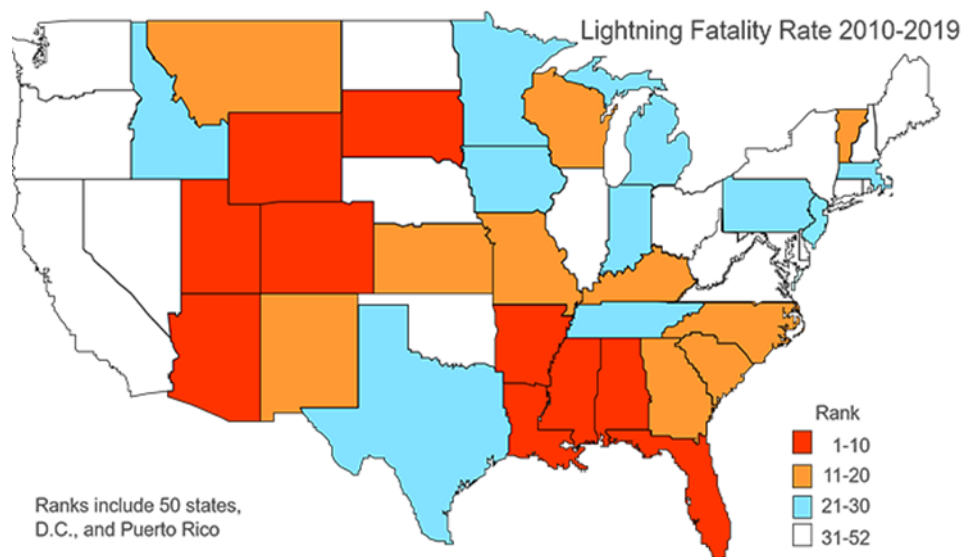 Lightning Fatality Rate 2010-2019
Rank
1-10
11-20
21-30
31-52
Ranks include 50 states,
D.C., and Puerto Rico